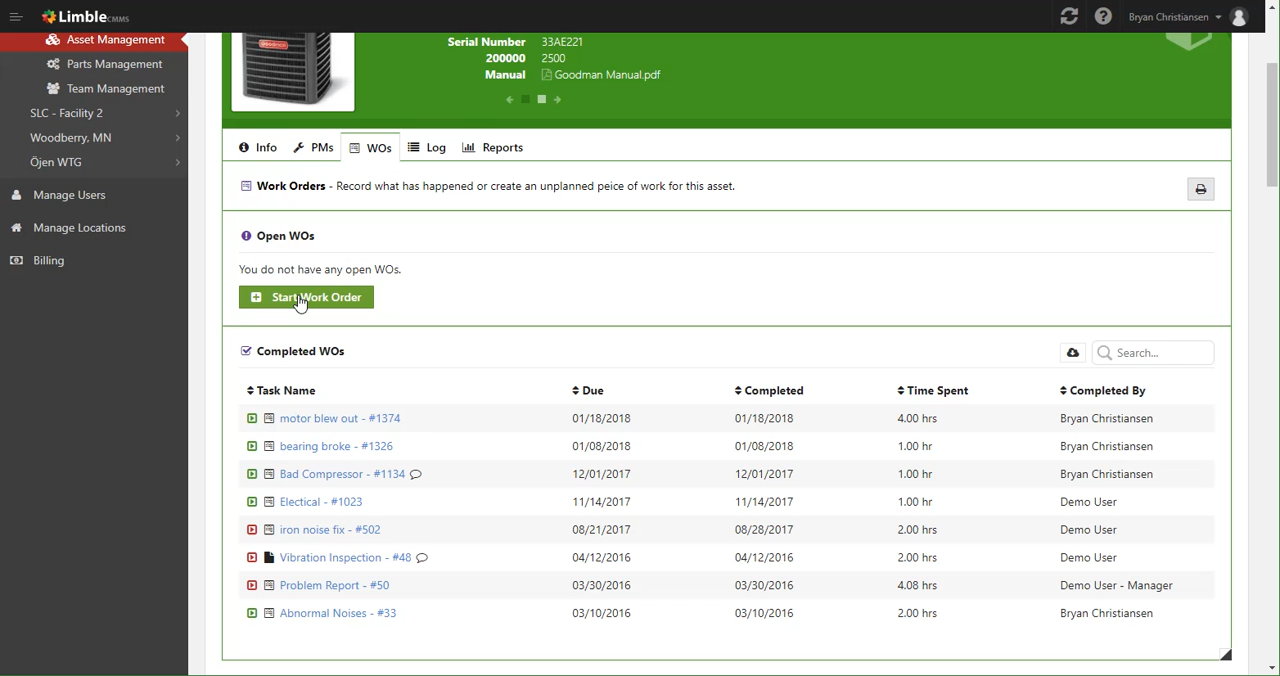 LimbleCMMS
Bryan Christiansen
Asset Management
Parts Management
Team Management
SLC - Facility 2
Woodberry, MN
Öjen WTG
Manage Users
Manage Locations
Billing
Serial Number 33AE221
200000 2500
Manual Goodman Manual.pdf
Info PMs WOs Log Reports
Work Orders - Record what has happened or create an unplanned peice of work for this asset.
Open WOs
You do not have any open WOs.
Start Work Order
Completed WOs
Search...
Task Name Due Completed Time Spent Completed By
motor blew out - #1374 01/18/2018 01/18/2018 4.00 hrs Bryan Christiansen
bearing broke - #1326 01/08/2018 01/08/2018 1.00 hr Bryan Christiansen
Bad Compressor - #1134 12/01/2017 12/01/2017 1.00 hr Bryan Christiansen
Electical - #1023 11/14/2017 11/14/2017 1.00 hr Demo User
iron noise fix - #502 08/21/2017 08/28/2017 2.00 hrs Demo User
Vibration Inspection - #48 04/12/2016 04/12/2016 2.00 hrs Demo User
Problem Report - #50 03/30/2016 03/30/2016 4.08 hrs Demo User - Manager
Abnormal Noises - #33 03/10/2016 03/10/2016 2.00 hrs Bryan Christiansen